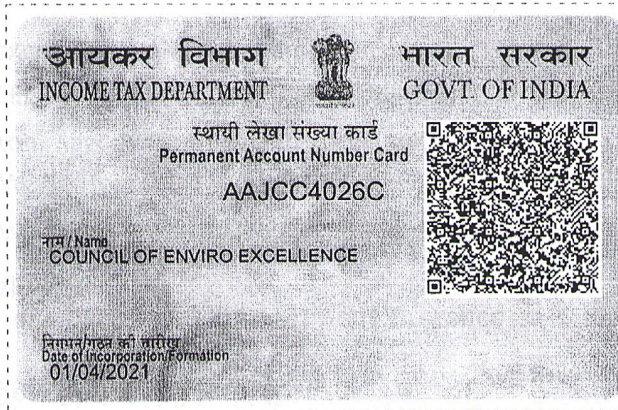 आयकर विभाग
INCOME TAX DEPARTMENT
भारत सरकार
GOVT. OF INDIA
स्थायी लेखा संख्या कार्ड
Permanent Account Number Card
AAJCC4026C
नाम / Name
COUNCIL OF ENVIRO EXCELLENCE
निगमन/गठन की तारीख
Date of Incorporation/Formation
01/04/2021